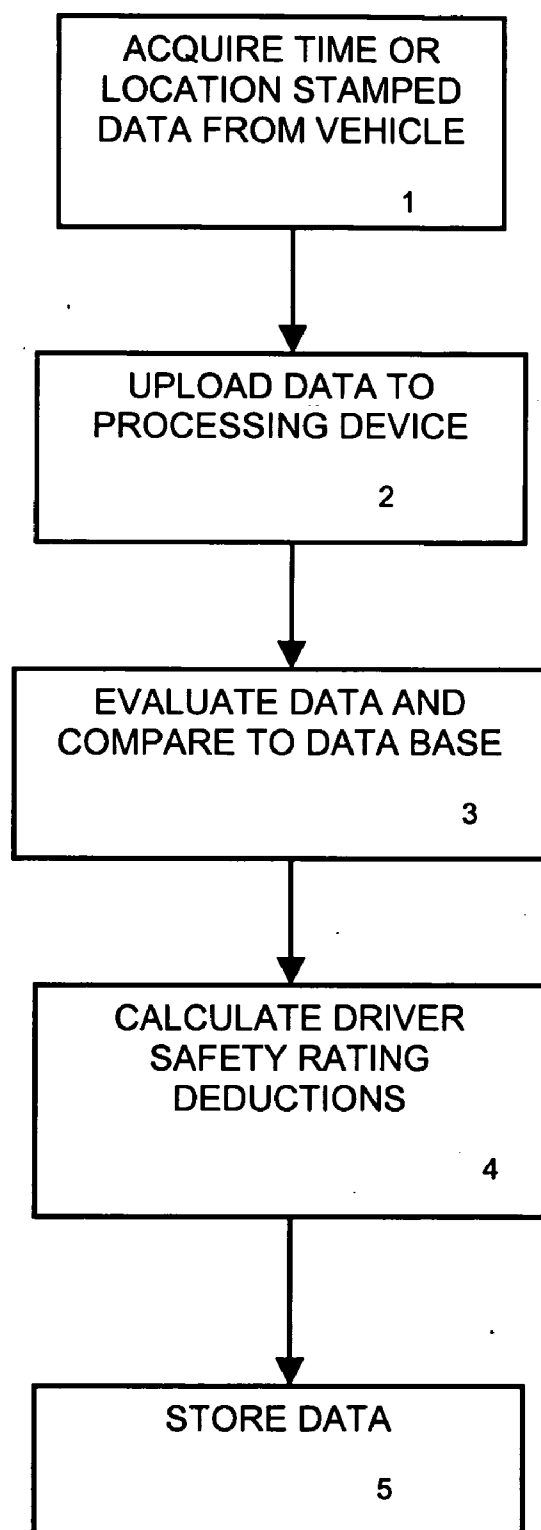 ACQUIRE TIME OR
LOCATION STAMPED
DATA FROM VEHICLE
1
UPLOAD DATA TO
PROCESSING DEVICE
2
EVALUATE DATA AND
COMPARE TO DATA BASE
3
CALCULATE DRIVER
SAFETY RATING
DEDUCTIONS
4
STORE DATA
5